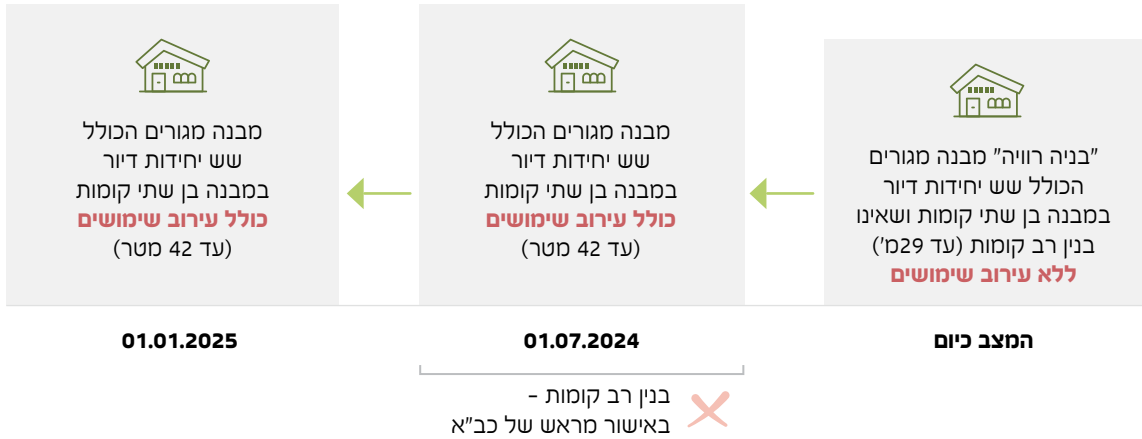 "בניה רוויה" מבנה מגורים
הכולל שש יחידות דיור
במבנה בן שתי קומות ושאינו
בנין רב קומות (עד 29מ')
ללא עירוב שימושים
המצב כיום
מבנה מגורים הכולל
שש יחידות דיור
במבנה בן שתי קומות
כולל עירוב שימושים
(עד 42 מטר)
01.07.2024
בנין רב קומות -
באישור מראש של כב"א
מבנה מגורים הכולל
שש יחידות דיור
במבנה בן שתי קומות
כולל עירוב שימושים
(עד 42 מטר)
01.01.2025